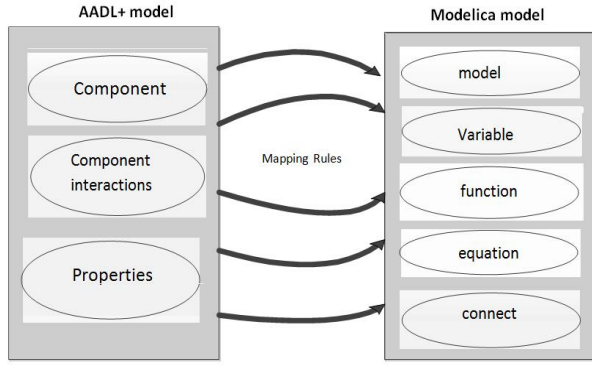 AADL+ model
Component
Component
interactions
Properties
Mapping Rules
Modelica model
model
Variable
function
equation
connect